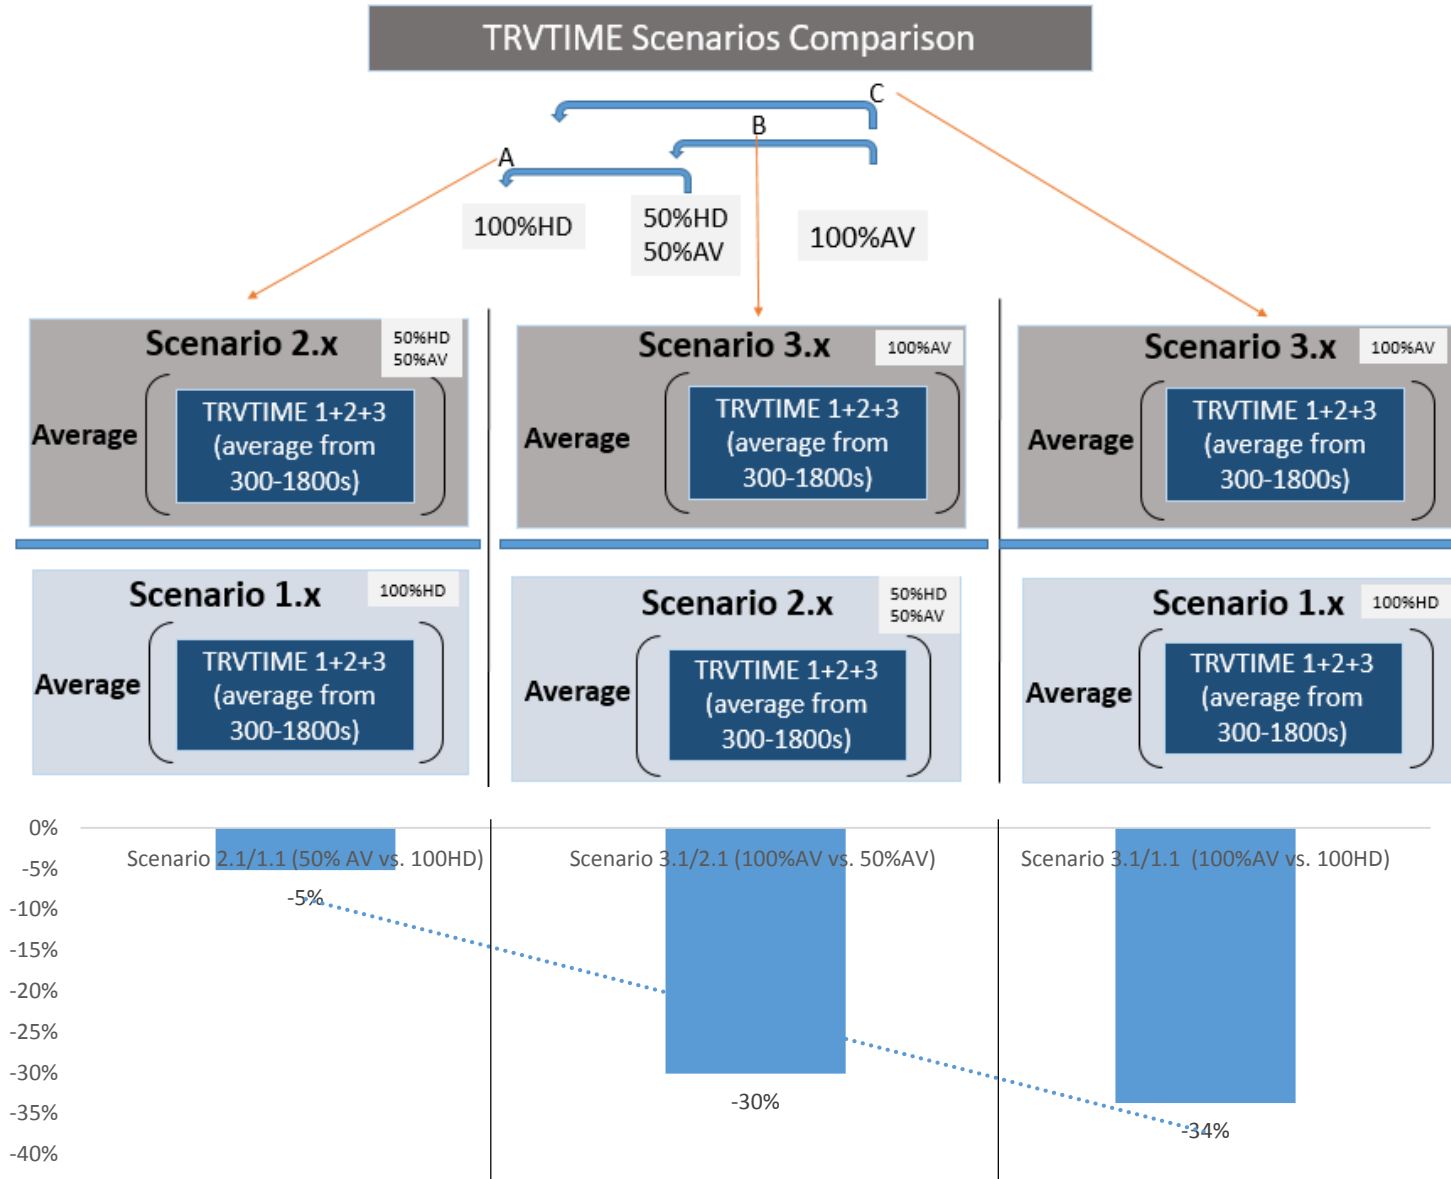 TRVTIME Scenarios Comparison
C
B
A
100%HD
50%HD
50%AV
100%AV
Scenario 2.x
50%HD
50%AV
Average
TRVTIME 1+2+3
(average from
300-1800s)
Scenario 3.x
100%AV
Average
TRVTIME 1+2+3
(average from
300-1800s)
Scenario 3.x
100%AV
Average
TRVTIME 1+2+3
(average from
300-1800s)
Scenario 1.x
100%HD
Average
TRVTIME 1+2+3
(average from
300-1800s)
Scenario 2.x
50%HD
50%AV
Average
TRVTIME 1+2+3
(average from
300-1800s)
Scenario 1.x
100%HD
Average
TRVTIME 1+2+3
(average from
300-1800s)
0%
-5%
-10%
-15%
-20%
-25%
-30%
-35%
-40%
Scenario 2.1/1.1 (50% AV vs. 100HD)
Scenario 3.1/2.1 (100%AV vs. 50%AV)
Scenario 3.1/1.1 (100%AV vs. 100HD)
-5%
-30%
-34%